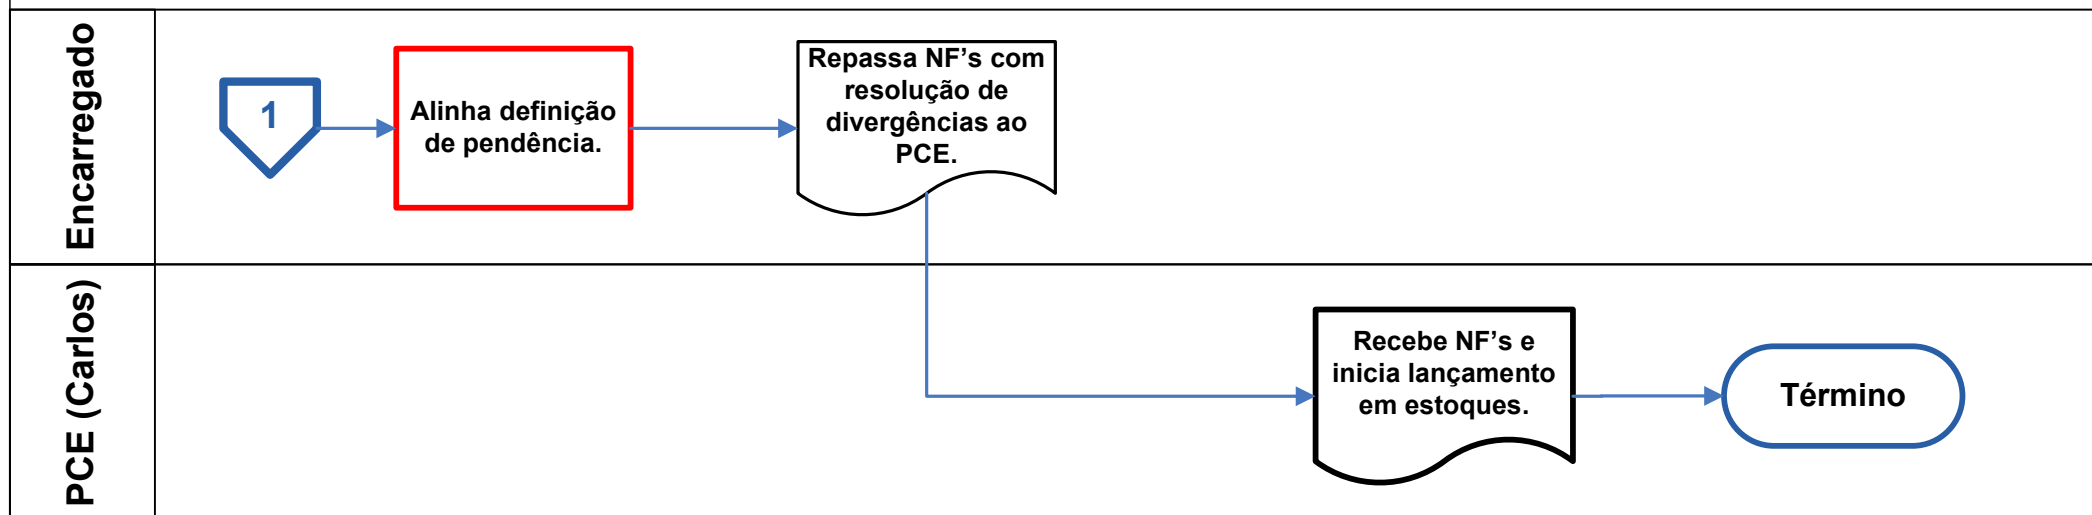 Encarregado
1
Alinha definição
de pendência.
Repassa NF’s com
resolução de
divergências ao
PCE.
PCE (Carlos)
Recebe NF’s e
inicia lançamento
em estoques.
Término